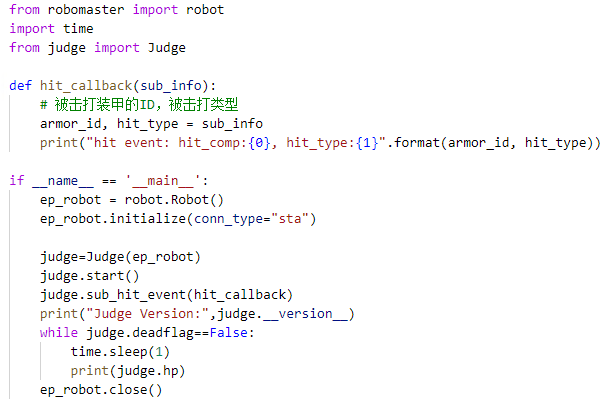 from robomaster import robot
import time
from judge import Judge

def hit_callback(sub_info):
    # 被击打装甲的ID，被击打类型
    armor_id, hit_type = sub_info
    print("hit event: hit_comp:{0}, hit_type:{1}".format(armor_id, hit_type))

if __name__ == '__main__':
    ep_robot = robot.Robot()
    ep_robot.initialize(conn_type="sta")

    judge=Judge(ep_robot)
    judge.start()
    judge.sub_hit_event(hit_callback)
    print("Judge Version:",judge.__version__)
    while judge.deadflag==False:
        time.sleep(1)
        print(judge.hp)
    ep_robot.close()